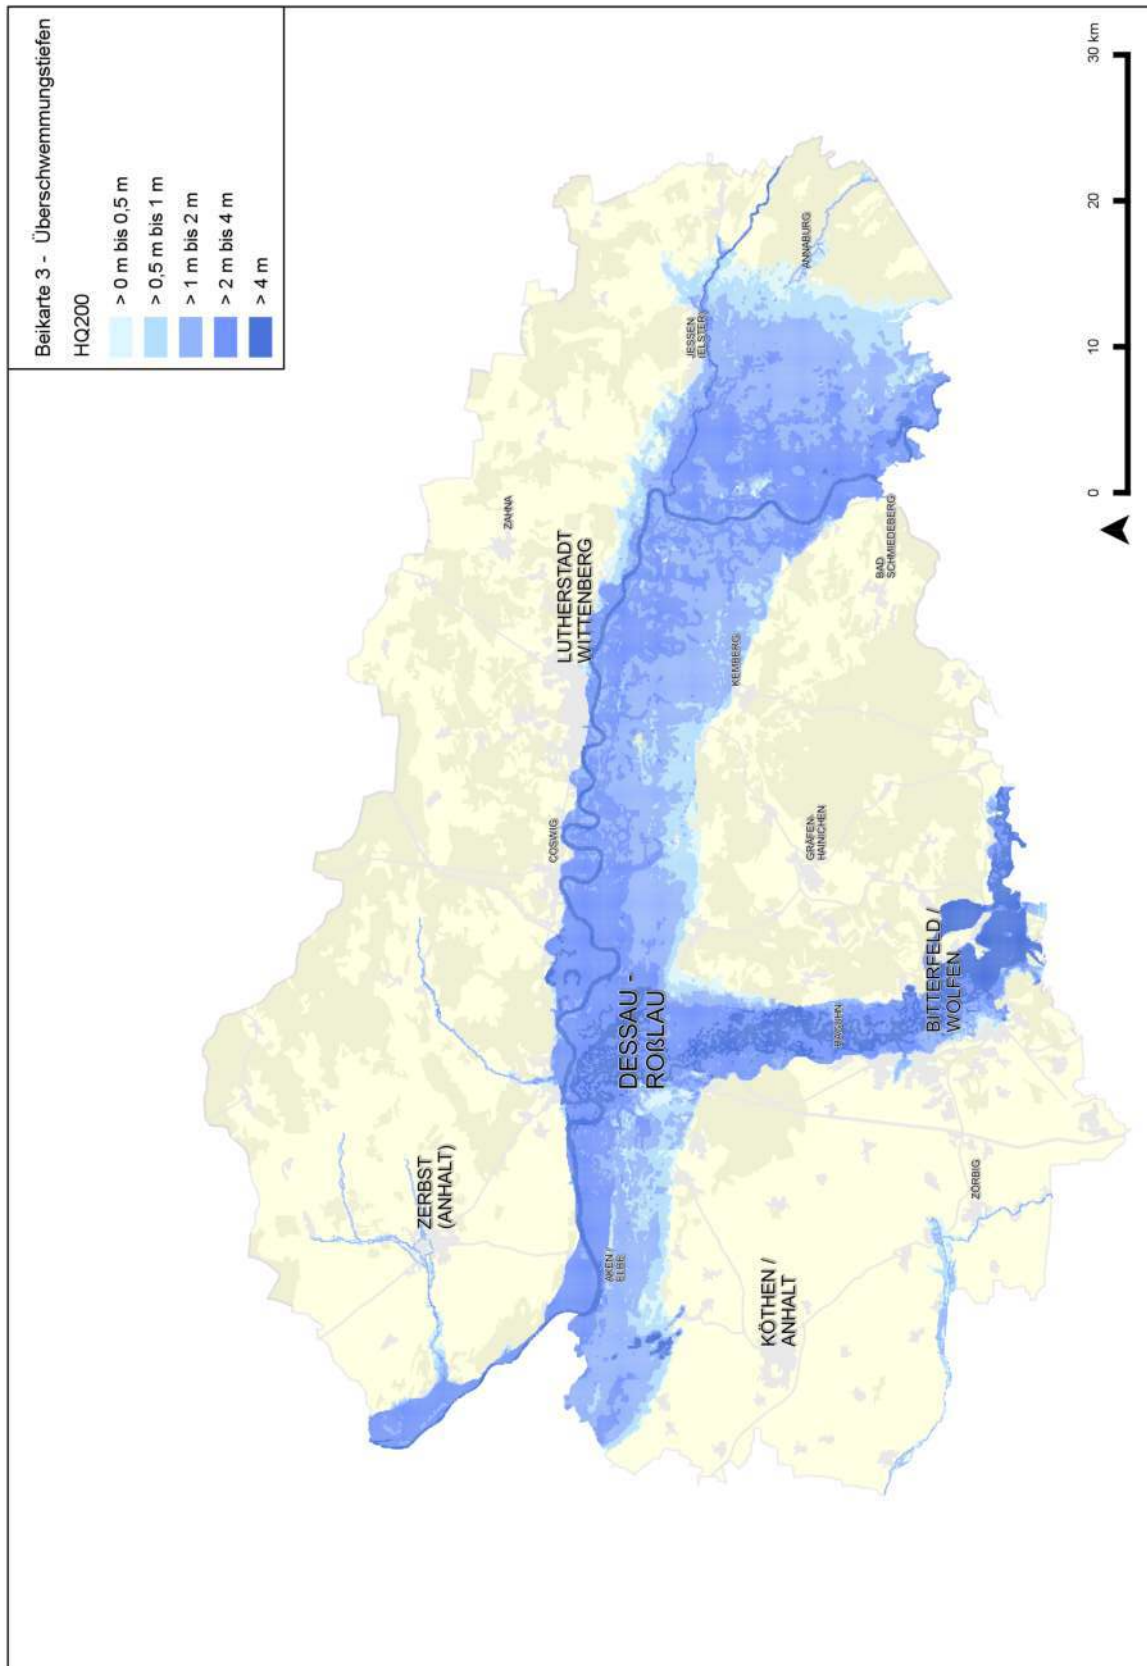 Beikarte 3 - Überschwemmungstiefen
HQ200
> 0 m bis 0,5 m
> 0,5 m bis 1 m
> 1 m bis 2 m
> 2 m bis 4 m
> 4 m
ZERBST
(ANHALT)
COSWIG
ZAHNA
LUTHERSTADT
WITTENBERG
AKEN /
ELBE
DESSAU -
ROßLAU
JESSEN
(ELSTER)
KEMBERG
ANNABURG
KÖTHEN /
ANHALT
RAGUHN
GRÄFEN-
HAINICHEN
BAD
SCHMIEDEBERG
BITTERFELD /
WOLFEN
ZÖRBIG
0
10
20
30 km